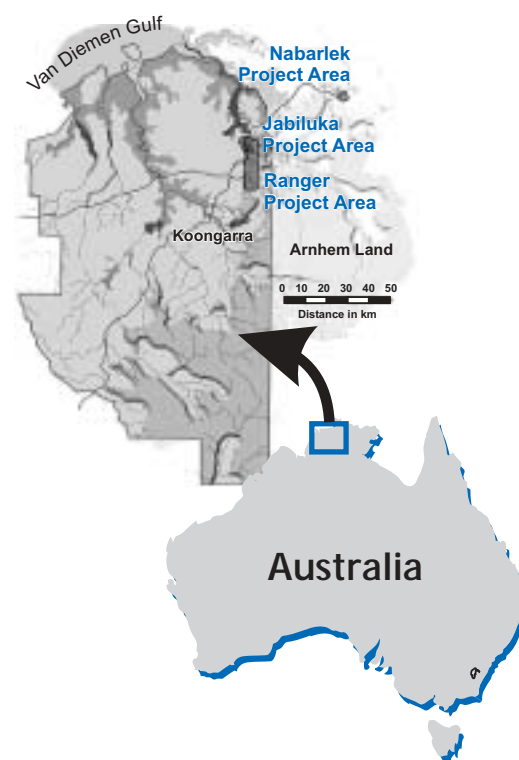 Van Diemen Gulf
Nabarlek
Project Area
Jabiluka
Project Area
Ranger
Project Area
Koongarra
Arnhem Land
0 10 20 30 40 50
Distance in km
Australia